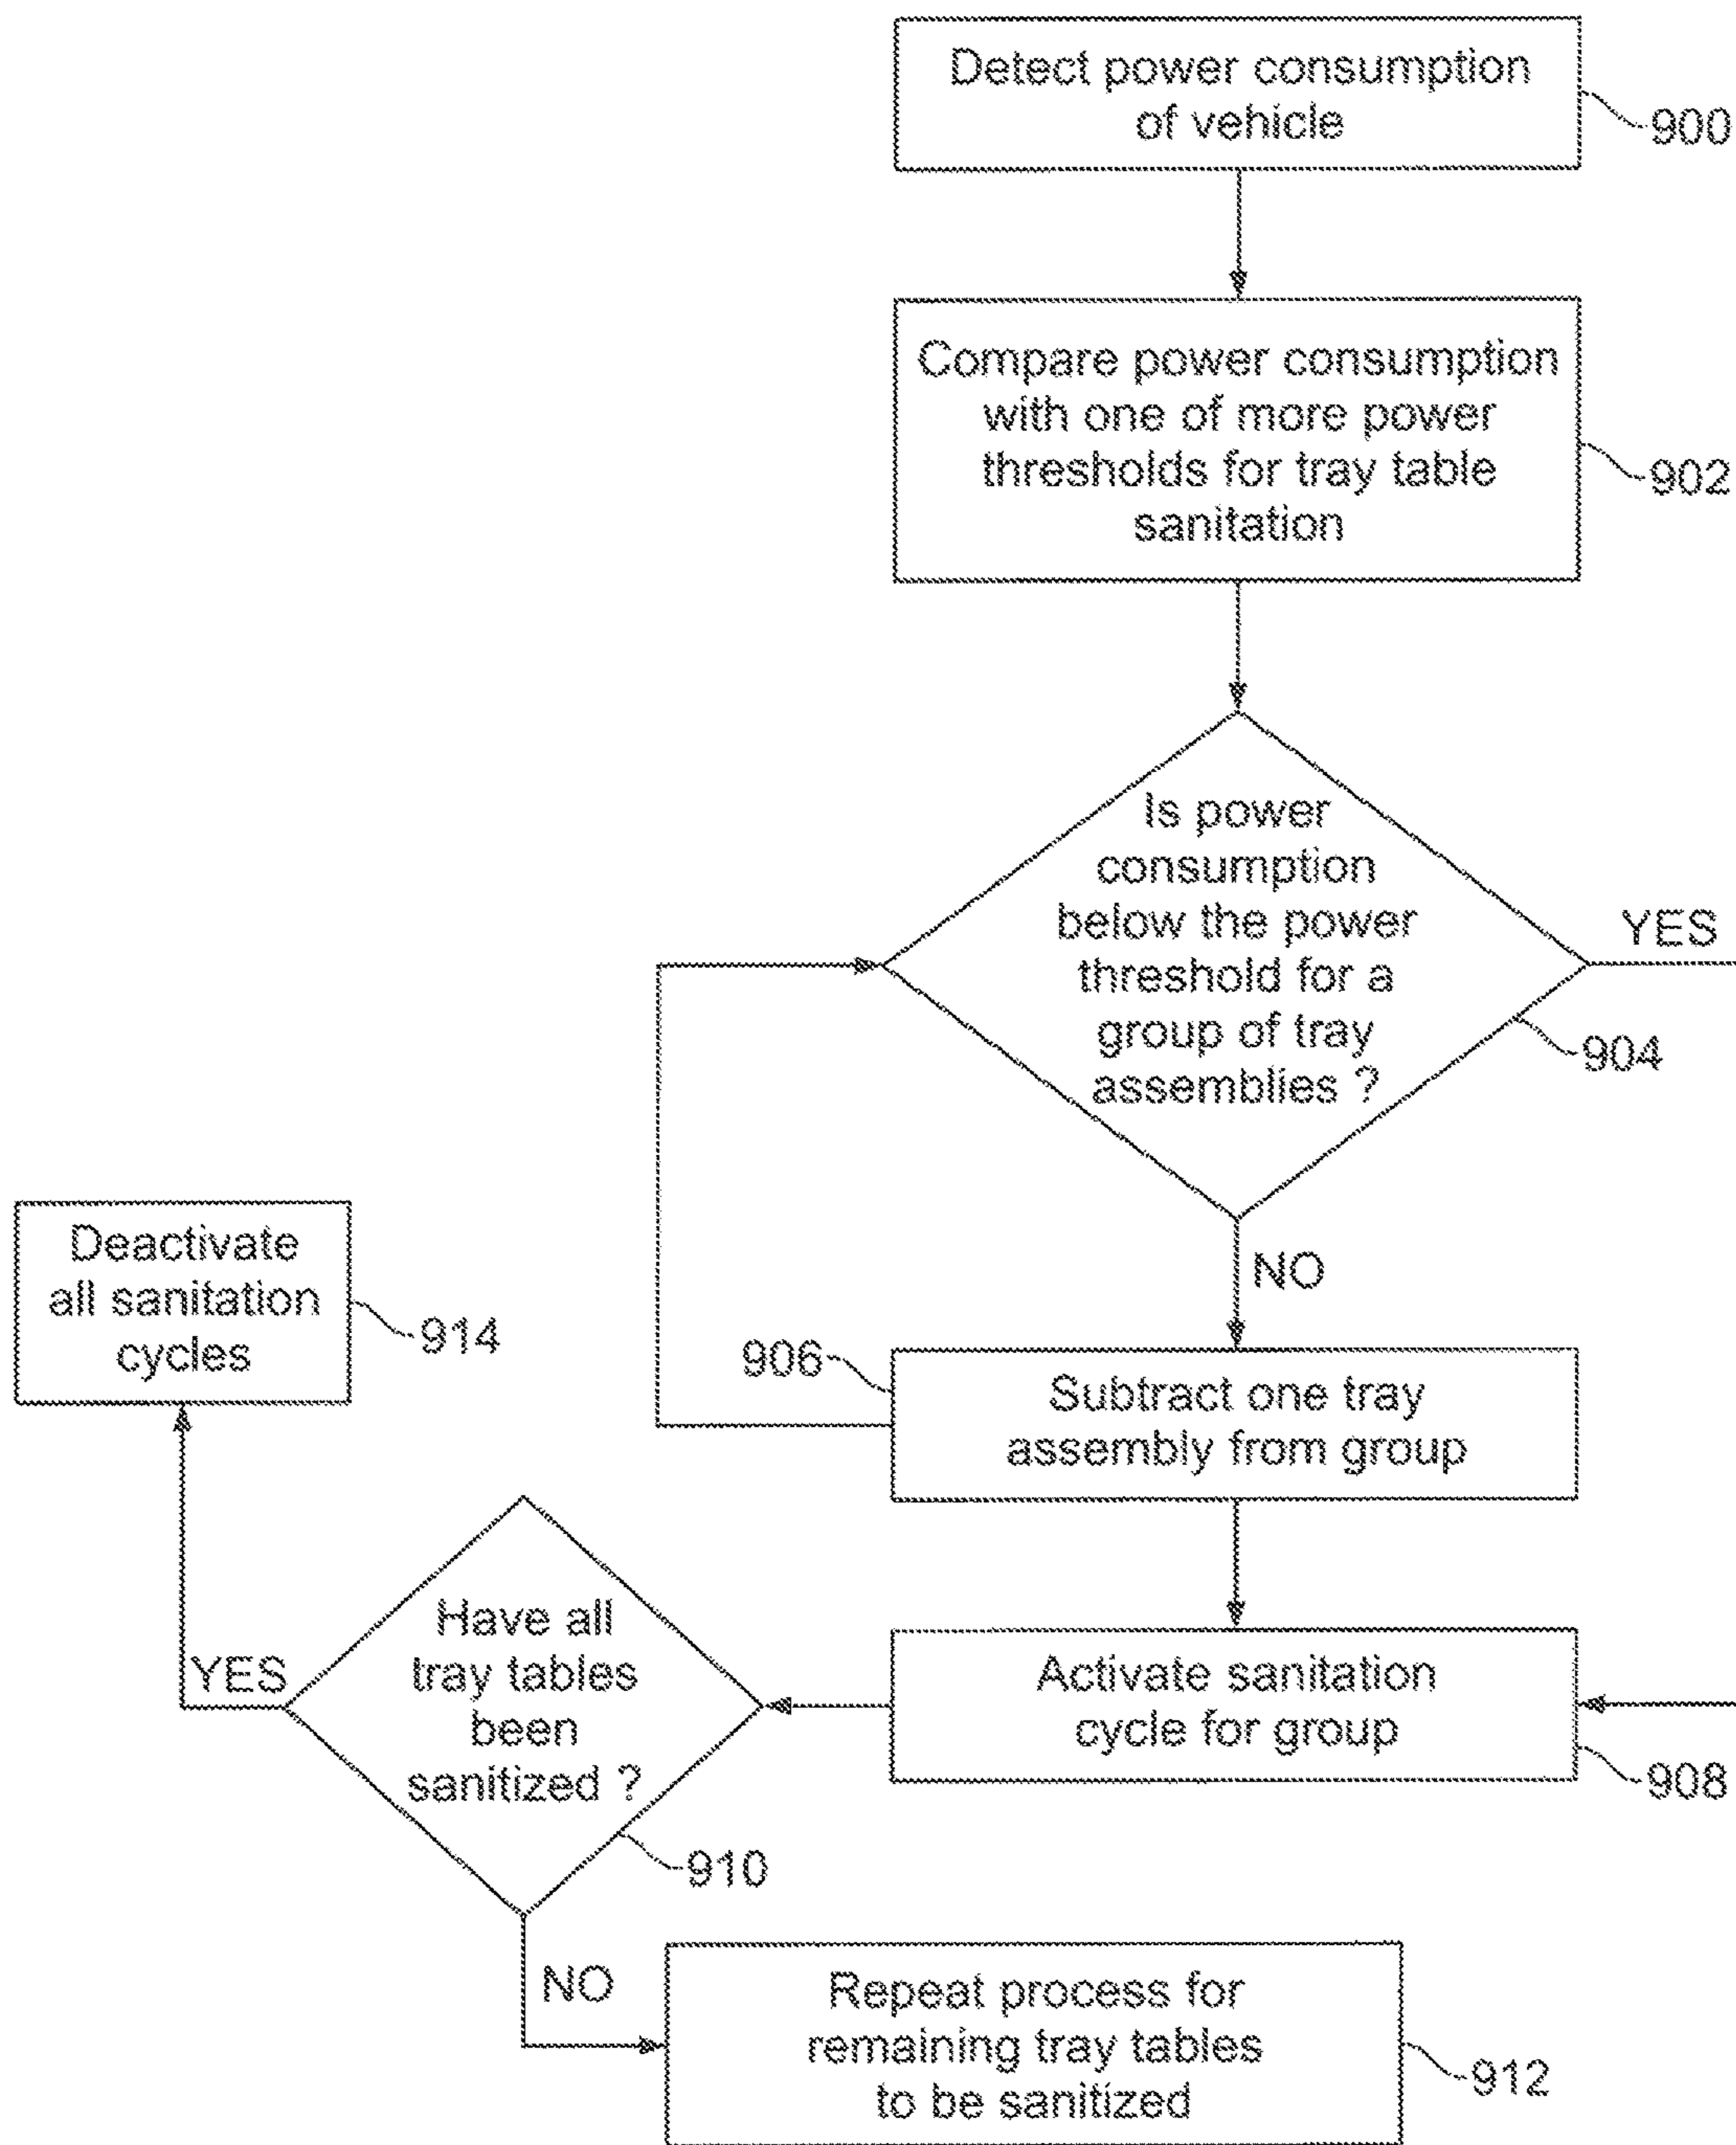 Detect power consumption
of vehicle
900
Compare power consumption
with one of more power
thresholds for tray table
sanitation
902
Is power
consumption
below the power
threshold for a
group of tray
assemblies ?
YES
904
NO
Deactivate
all sanitation
cycles
914
906
Subtract one tray
assembly from group
Have all
tray tables
been
sanitized ?
YES
Activate sanitation
cycle for group
908
910
NO
Repeat process for
remaining tray tables
to be sanitized
912